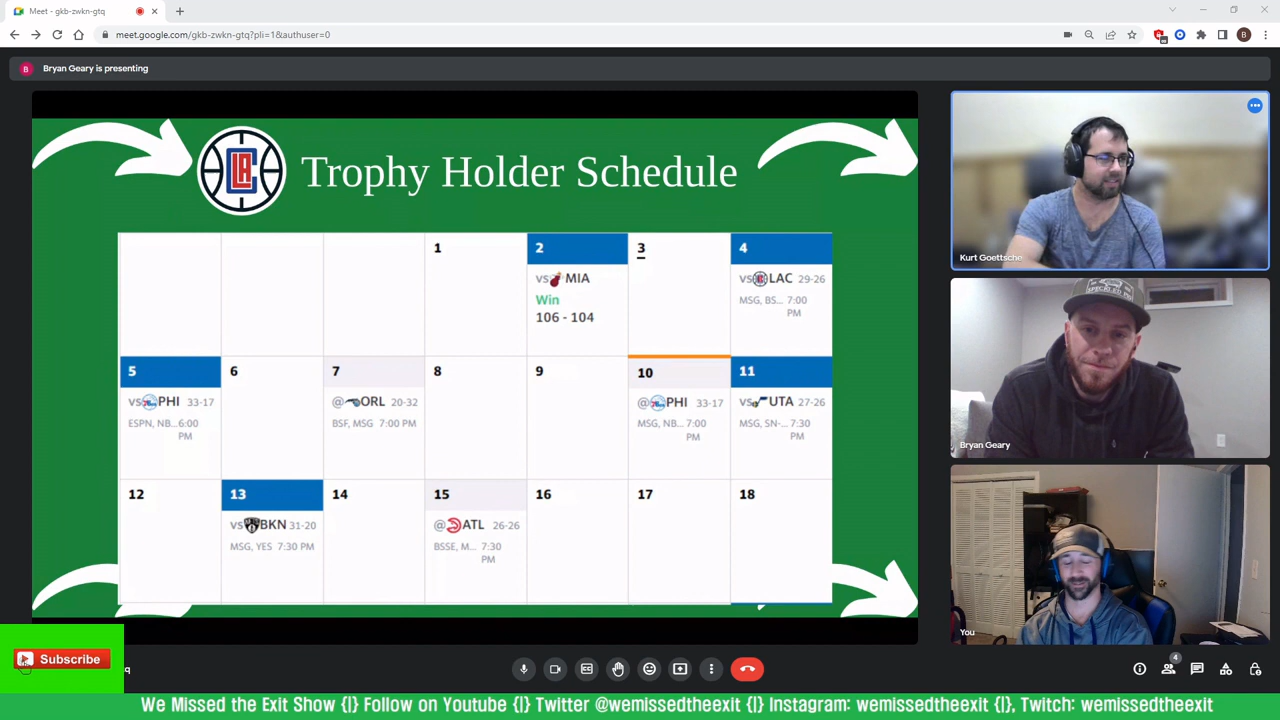 Meet - gkb-zwkn-gtq
meet.google.com/gkb-zwkn-gtq?pli=1&authuser=0
B
B Bryan Geary is presenting
LAC
Trophy Holder Schedule
1 2 3 4
vs MIA
Win
106 - 104
vs LAC 29-26
MSG, BS... 7:00 PM
5 6 7 8 9 10 11
vs PHI 33-17
ESPN, NB...6:00 PM
@ ORL 20-32
BSF, MSG 7:00 PM
@ PHI 33-17
MSG, NB... 7:00 PM
vs UTA 27-26
MSG, SN-... 7:30 PM
12 13 14 15 16 17 18
vs BKN 31-20
MSG, YES 7:30 PM
@ ATL 26-26
BSSE, M... 7:30 PM
Kurt Goettsche
Bryan Geary
You
Subscribe
q
4
We Missed the Exit Show {|} Follow on Youtube {|} Twitter @wemissedtheexit {|} Instagram: wemissedtheexit {|}, Twitch: wemissedtheexit